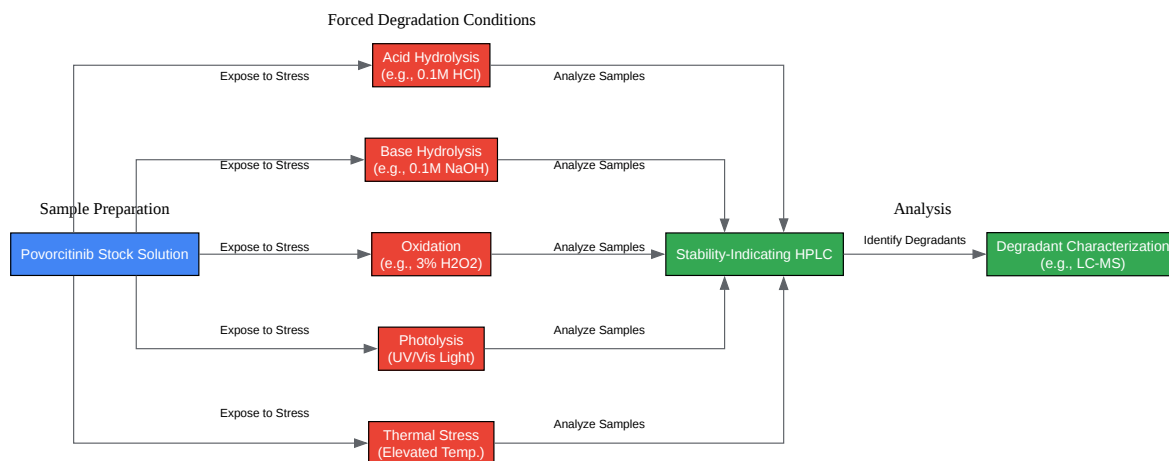 Forced Degradation Conditions
Acid Hydrolysis
(e.g., 0.1M HCl)
Expose to Stress
Analyze Samples
Base Hydrolysis
(e.g., 0.1M NaOH)
Expose to Stress
Analyze Samples
Sample Preparation
Analysis
Povorcitinib Stock Solution
Expose to Stress
Oxidation
(e.g., 3% H2O2)
Analyze Samples
Stability-Indicating HPLC
Identify Degradants
Degradant Characterization
(e.g., LC-MS)
Expose to Stress
Photolysis
(UV/Vis Light)
Analyze Samples
Expose to Stress
Thermal Stress
(Elevated Temp.)
Analyze Samples